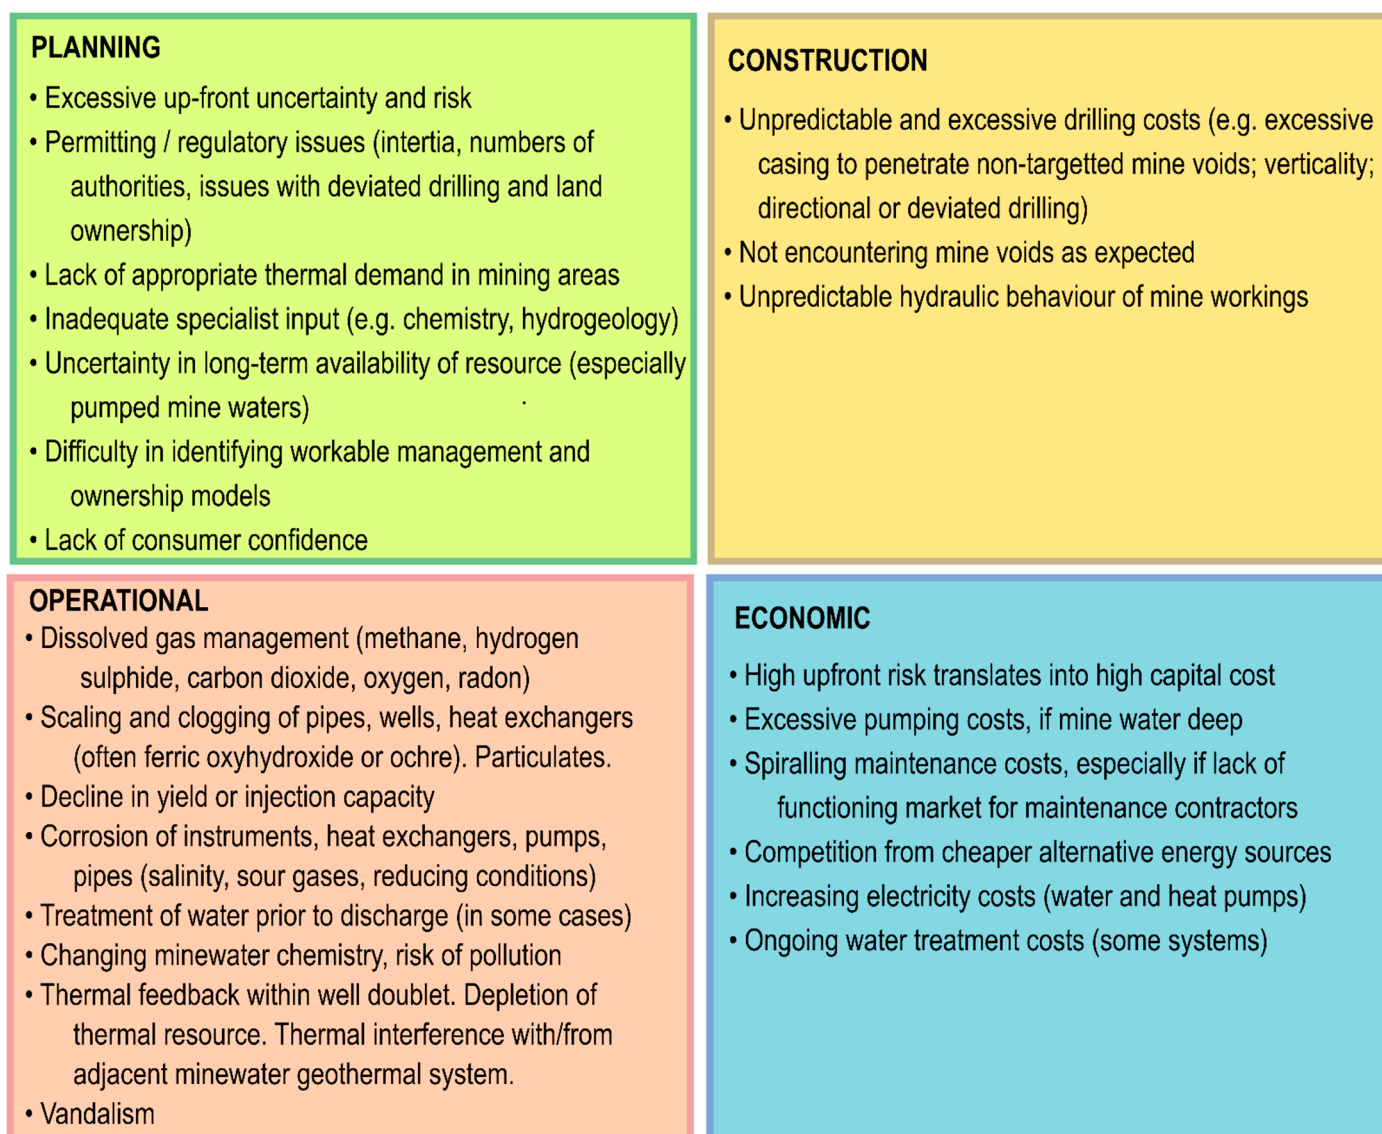 PLANNING
• Excessive up-front uncertainty and risk
• Permitting / regulatory issues (intertia, numbers of
authorities, issues with deviated drilling and land
ownership)
• Lack of appropriate thermal demand in mining areas
• Inadequate specialist input (e.g. chemistry, hydrogeology)
• Uncertainty in long-term availability of resource (especially
pumped mine waters)
• Difficulty in identifying workable management and
ownership models
• Lack of consumer confidence
CONSTRUCTION
• Unpredictable and excessive drilling costs (e.g. excessive
casing to penetrate non-targetted mine voids; verticality;
directional or deviated drilling)
• Not encountering mine voids as expected
• Unpredictable hydraulic behaviour of mine workings
OPERATIONAL
• Dissolved gas management (methane, hydrogen
sulphide, carbon dioxide, oxygen, radon)
• Scaling and clogging of pipes, wells, heat exchangers
(often ferric oxyhydroxide or ochre). Particulates.
• Decline in yield or injection capacity
• Corrosion of instruments, heat exchangers, pumps,
pipes (salinity, sour gases, reducing conditions)
• Treatment of water prior to discharge (in some cases)
• Changing minewater chemistry, risk of pollution
• Thermal feedback within well doublet. Depletion of
thermal resource. Thermal interference with/from
adjacent minewater geothermal system.
• Vandalism
ECONOMIC
• High upfront risk translates into high capital cost
• Excessive pumping costs, if mine water deep
• Spiralling maintenance costs, especially if lack of
functioning market for maintenance contractors
• Competition from cheaper alternative energy sources
• Increasing electricity costs (water and heat pumps)
• Ongoing water treatment costs (some systems)